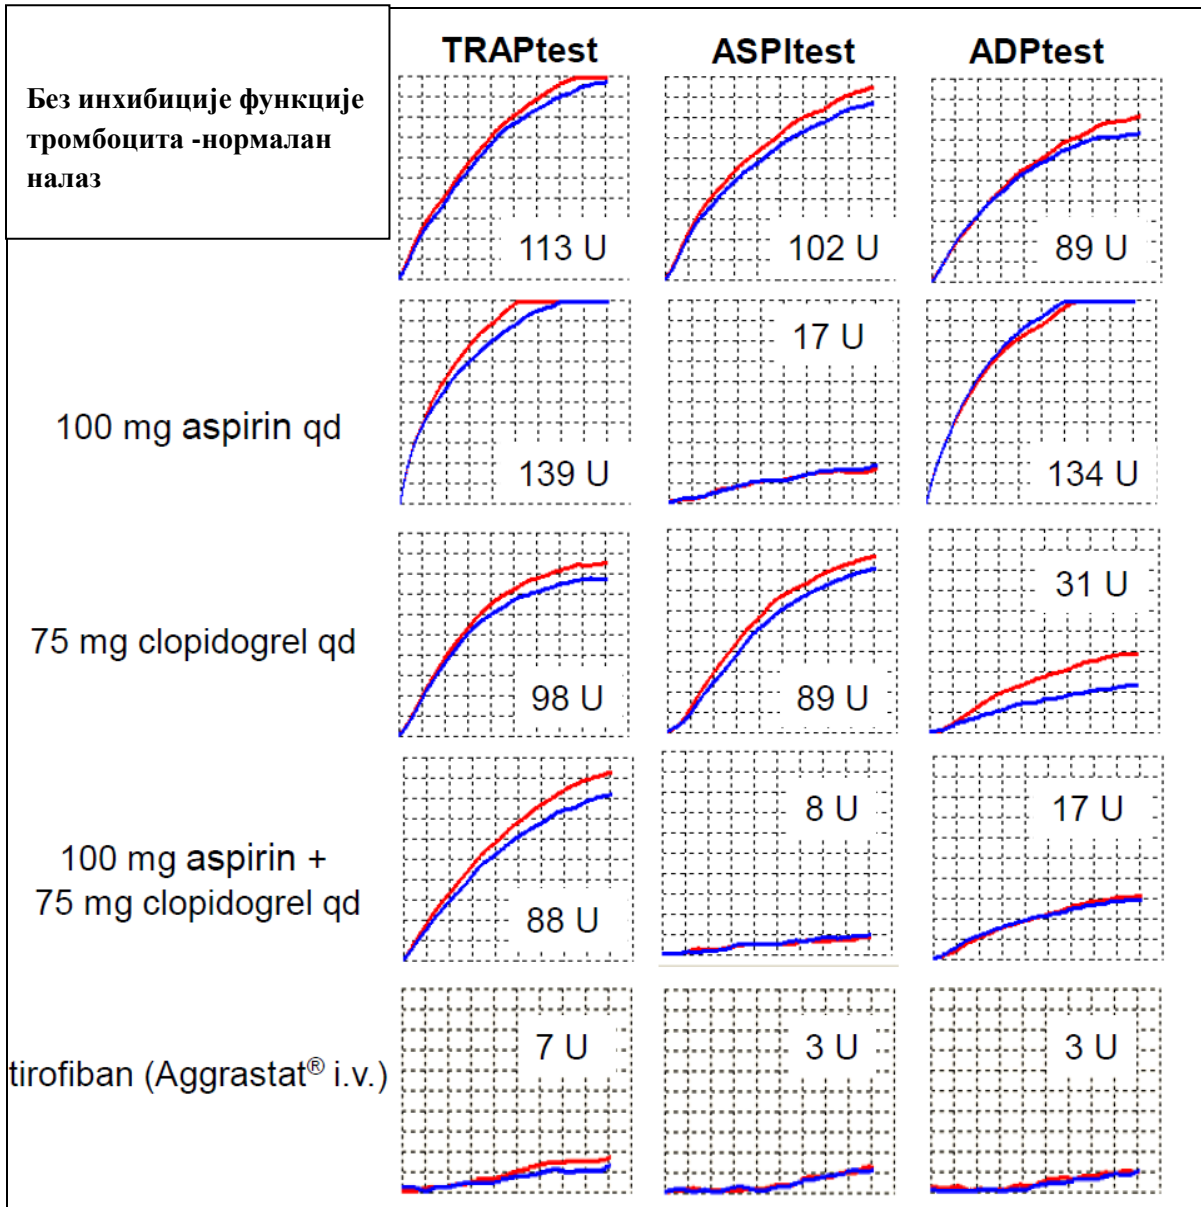 TRAPtest ASPItest ADPtest
Без инхибиције функције
тромбоцита -нормалан
налаз
113 U 102 U 89 U
17 U
100 mg aspirin qd
139 U 134 U
31 U
75 mg clopidogrel qd
98 U 89 U
8 U 17 U
100 mg aspirin +
75 mg clopidogrel qd
88 U
7 U 3 U 3 U
tirofiban (Aggrastat® i.v.)